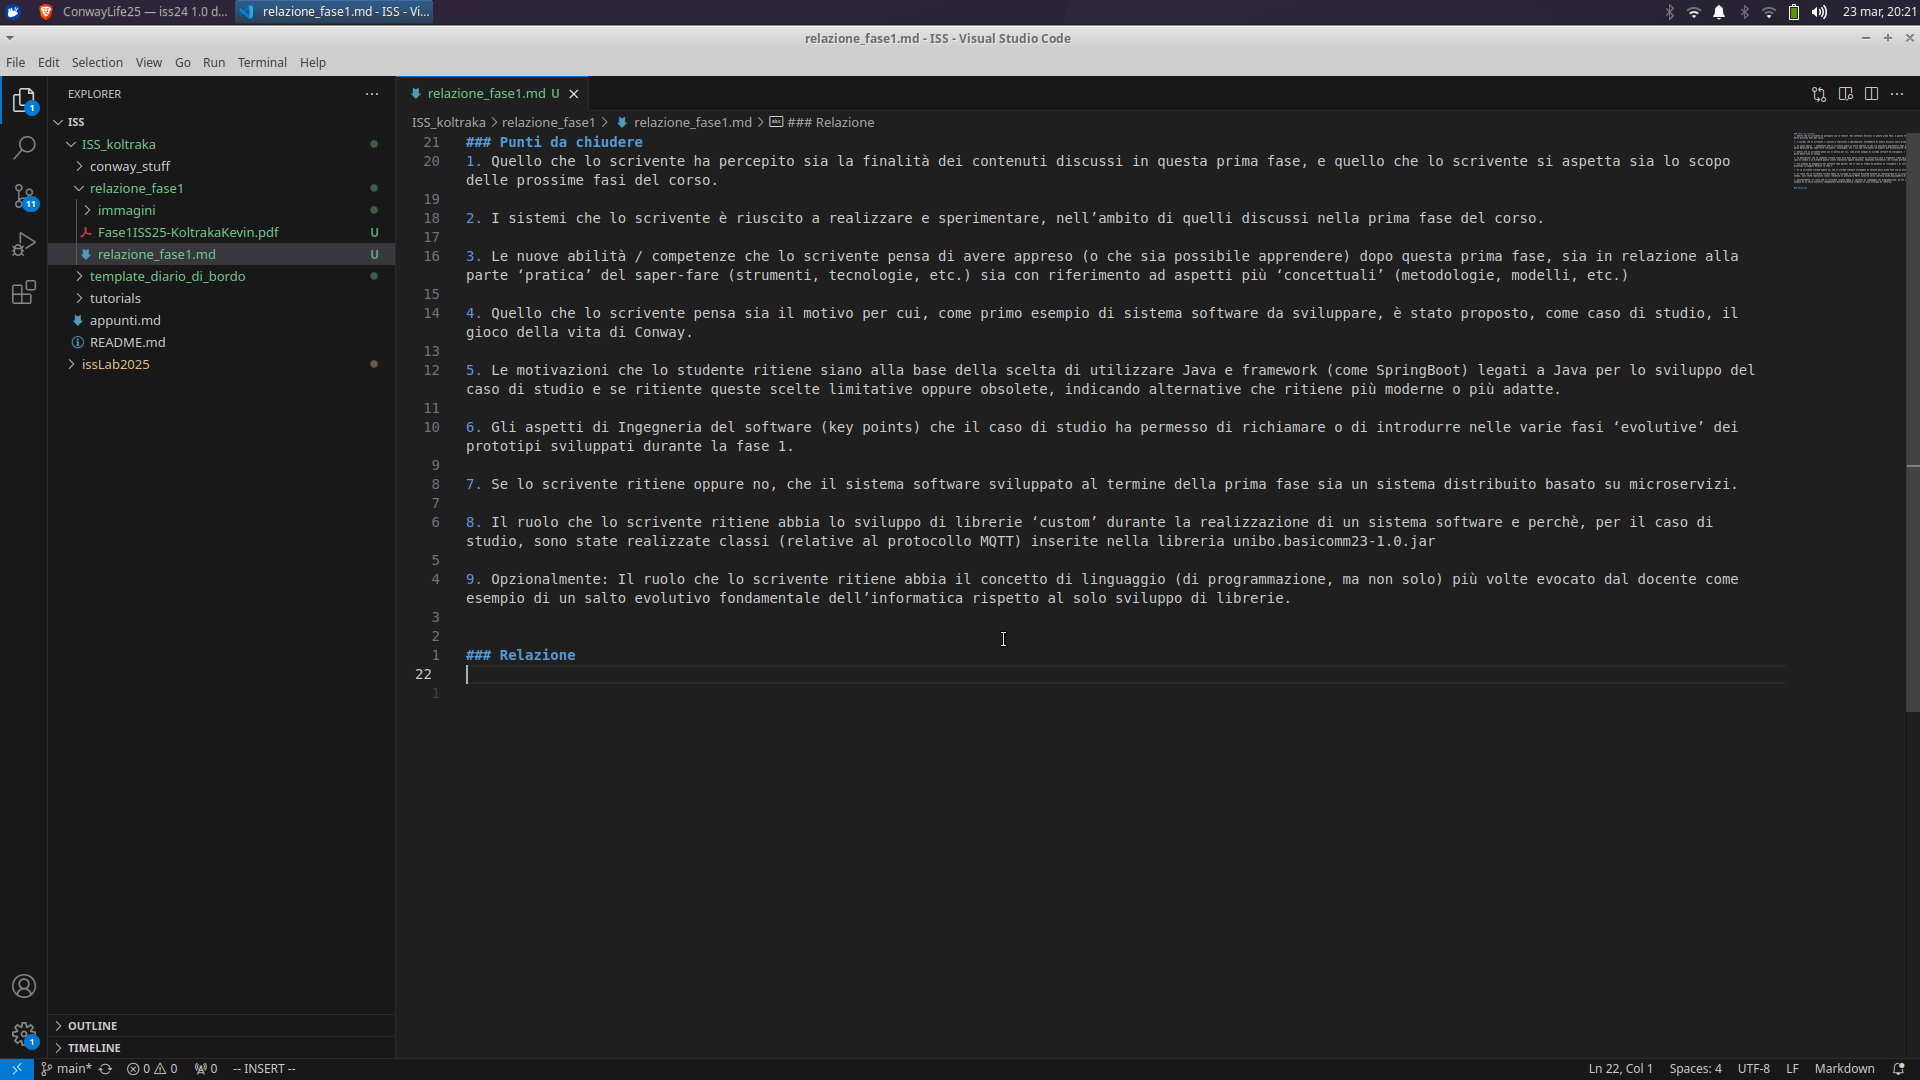 ConwayLife25 — iss24 1.0 d...
relazione_fase1.md - ISS - Vi...
23 mar, 20:21
relazione_fase1.md - ISS - Visual Studio Code
File Edit Selection View Go Run Terminal Help
EXPLORER
ISS
ISS_koltraka
conway_stuff
relazione_fase1
immagini
Fase1ISS25-KoltrakaKevin.pdf U
relazione_fase1.md U
template_diario_di_bordo
tutorials
appunti.md
README.md
issLab2025
OUTLINE
TIMELINE
1
11
1
relazione_fase1.md U
ISS_koltraka > relazione_fase1 > relazione_fase1.md > ### Relazione
21 ### Punti da chiudere
20 1. Quello che lo scrivente ha percepito sia la finalità dei contenuti discussi in questa prima fase, e quello che lo scrivente si aspetta sia lo scopo
delle prossime fasi del corso.
19
18 2. I sistemi che lo scrivente è riuscito a realizzare e sperimentare, nell’ambito di quelli discussi nella prima fase del corso.
17
16 3. Le nuove abilità / competenze che lo scrivente pensa di avere appreso (o che sia possibile apprendere) dopo questa prima fase, sia in relazione alla
parte ‘pratica’ del saper-fare (strumenti, tecnologie, etc.) sia con riferimento ad aspetti più ‘concettuali’ (metodologie, modelli, etc.)
15
14 4. Quello che lo scrivente pensa sia il motivo per cui, come primo esempio di sistema software da sviluppare, è stato proposto, come caso di studio, il
gioco della vita di Conway.
13
12 5. Le motivazioni che lo studente ritiene siano alla base della scelta di utilizzare Java e framework (come SpringBoot) legati a Java per lo sviluppo del
caso di studio e se ritiente queste scelte limitative oppure obsolete, indicando alternative che ritiene più moderne o più adatte.
11
10 6. Gli aspetti di Ingegneria del software (key points) che il caso di studio ha permesso di richiamare o di introdurre nelle varie fasi ‘evolutive’ dei
prototipi sviluppati durante la fase 1.
9
8 7. Se lo scrivente ritiene oppure no, che il sistema software sviluppato al termine della prima fase sia un sistema distribuito basato su microservizi.
7
6 8. Il ruolo che lo scrivente ritiene abbia lo sviluppo di librerie ‘custom’ durante la realizzazione di un sistema software e perchè, per il caso di
studio, sono state realizzate classi (relative al protocollo MQTT) inserite nella libreria unibo.basicomm23-1.0.jar
5
4 9. Opzionalmente: Il ruolo che lo scrivente ritiene abbia il concetto di linguaggio (di programmazione, ma non solo) più volte evocato dal docente come
esempio di un salto evolutivo fondamentale dell’informatica rispetto al solo sviluppo di librerie.
3
2
1 ### Relazione
22
1
main* 0 0 0 -- INSERT --
Ln 22, Col 1 Spaces: 4 UTF-8 LF Markdown